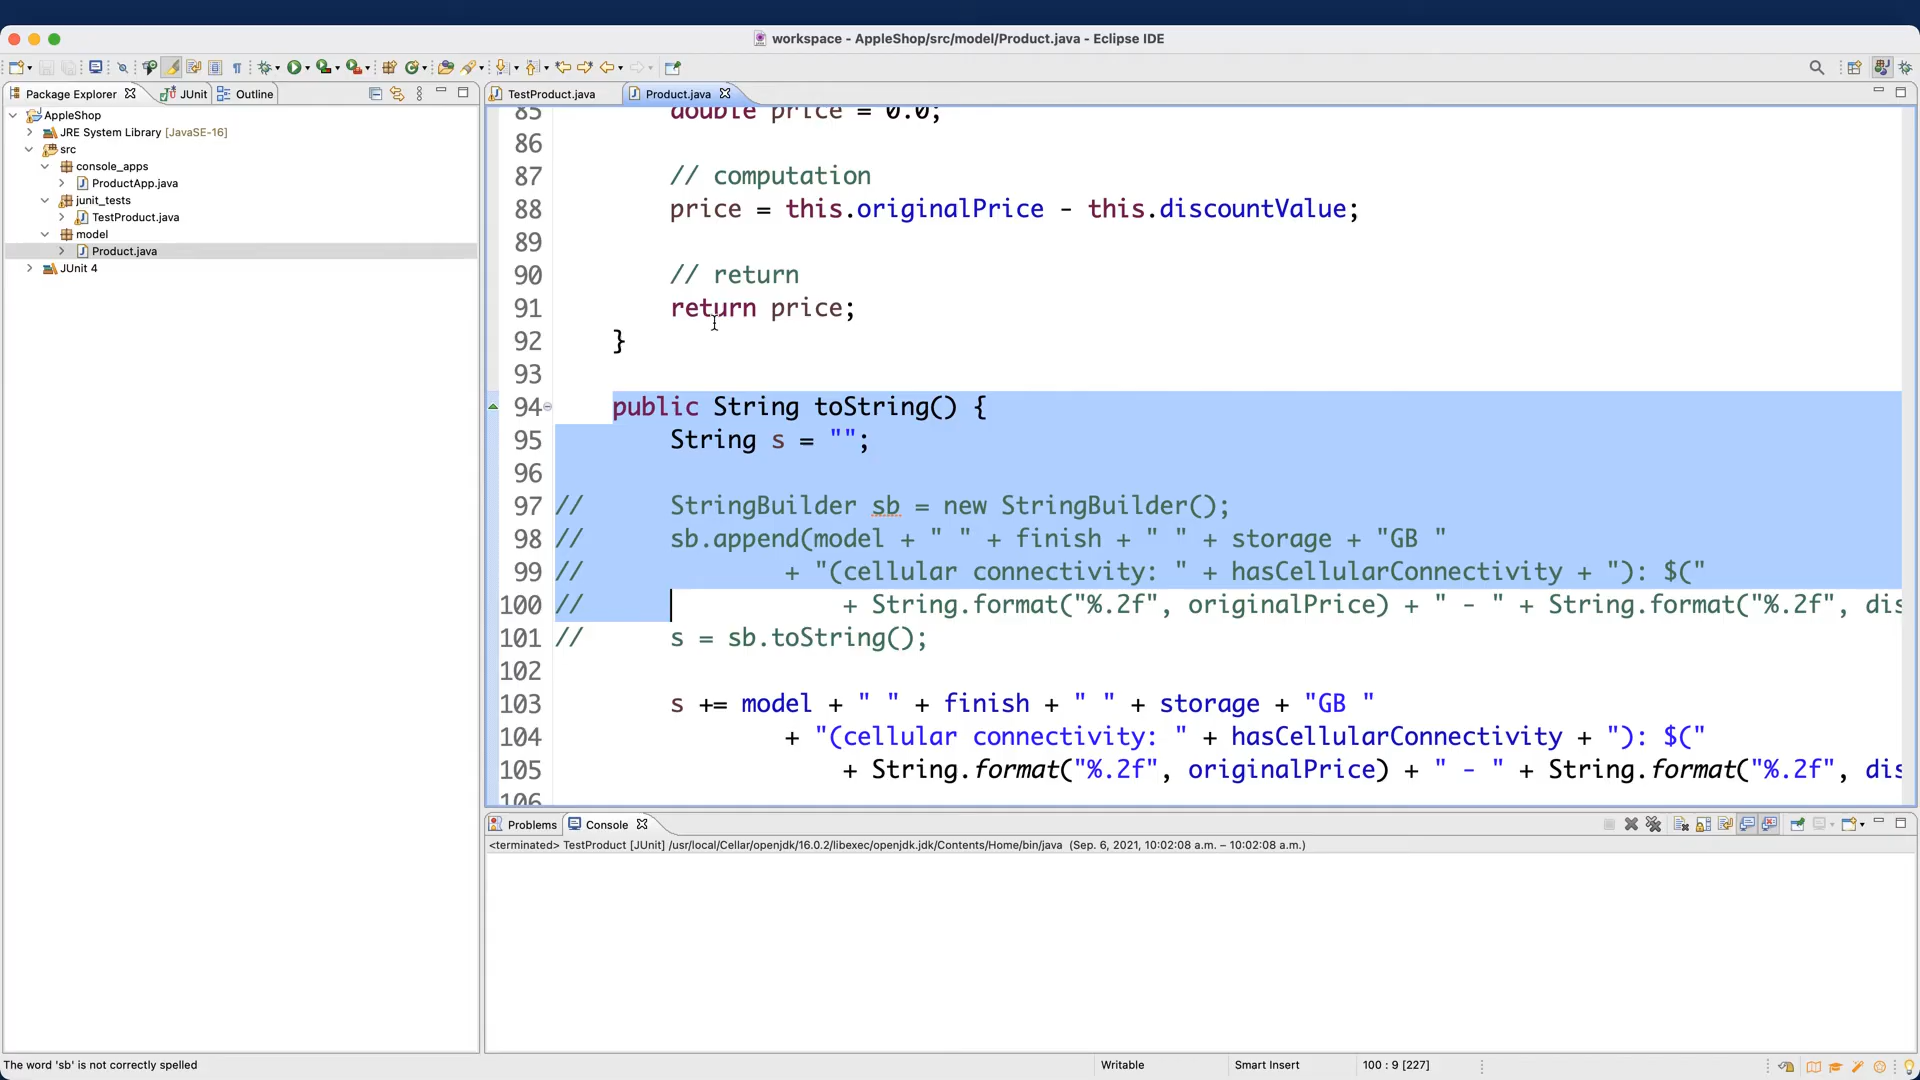 workspace - AppleShop/src/model/Product.java - Eclipse IDE
Package Explorer
JUnit
Outline
AppleShop
JRE System Library [JavaSE-16]
src
console_apps
ProductApp.java
junit_tests
TestProduct.java
model
Product.java
JUnit 4
TestProduct.java
Product.java
85 double price = 0.0;
86
87 // computation
88 price = this.originalPrice - this.discountValue;
89
90 // return
91 return price;
92 }
93
94 public String toString() {
95 String s = "";
96
97 // StringBuilder sb = new StringBuilder();
98 // sb.append(model + " " + finish + " " + storage + "GB "
99 // + "(cellular connectivity: " + hasCellularConnectivity + "): $("
100 // + String.format("%.2f", originalPrice) + " - " + String.format("%.2f", dis
101 // s = sb.toString();
102
103 s += model + " " + finish + " " + storage + "GB "
104 + "(cellular connectivity: " + hasCellularConnectivity + "): $("
105 + String.format("%.2f", originalPrice) + " - " + String.format("%.2f", dis
106
Problems
Console
<terminated> TestProduct [JUnit] /usr/local/Cellar/openjdk/16.0.2/libexec/openjdk.jdk/Contents/Home/bin/java (Sep. 6, 2021, 10:02:08 a.m. – 10:02:08 a.m.)
The word 'sb' is not correctly spelled
Writable
Smart Insert
100 : 9 [227]